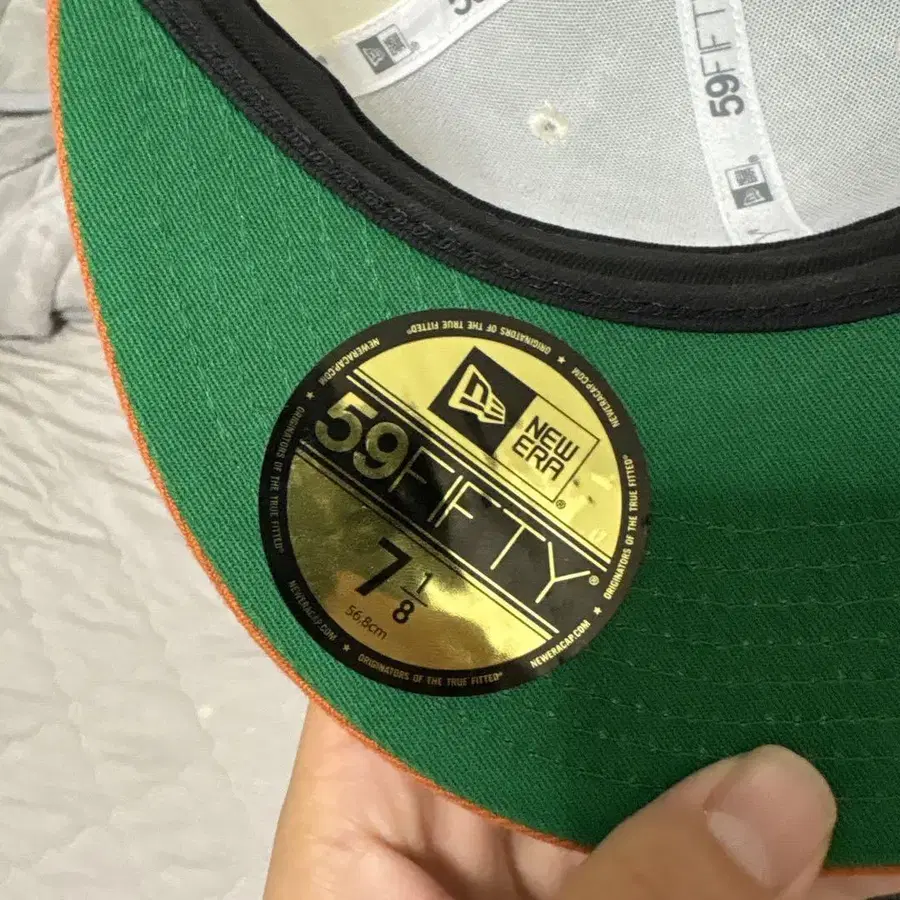 59
59FIFTY
NEW
ERA
®
59FIFTY®
7 1/8
56,8cm
ORIGINATORS OF THE TRUE FITTED®
★
NEWERACAP.COM
ORIGINATORS OF THE TRUE FITTED®
★
NEWERACAP.COM
ORIGINATORS OF THE TRUE FITTED®
★
NEWERACAP.COM
ORIGINATORS OF THE TRUE FITTED®
★
NEWERACAP.COM